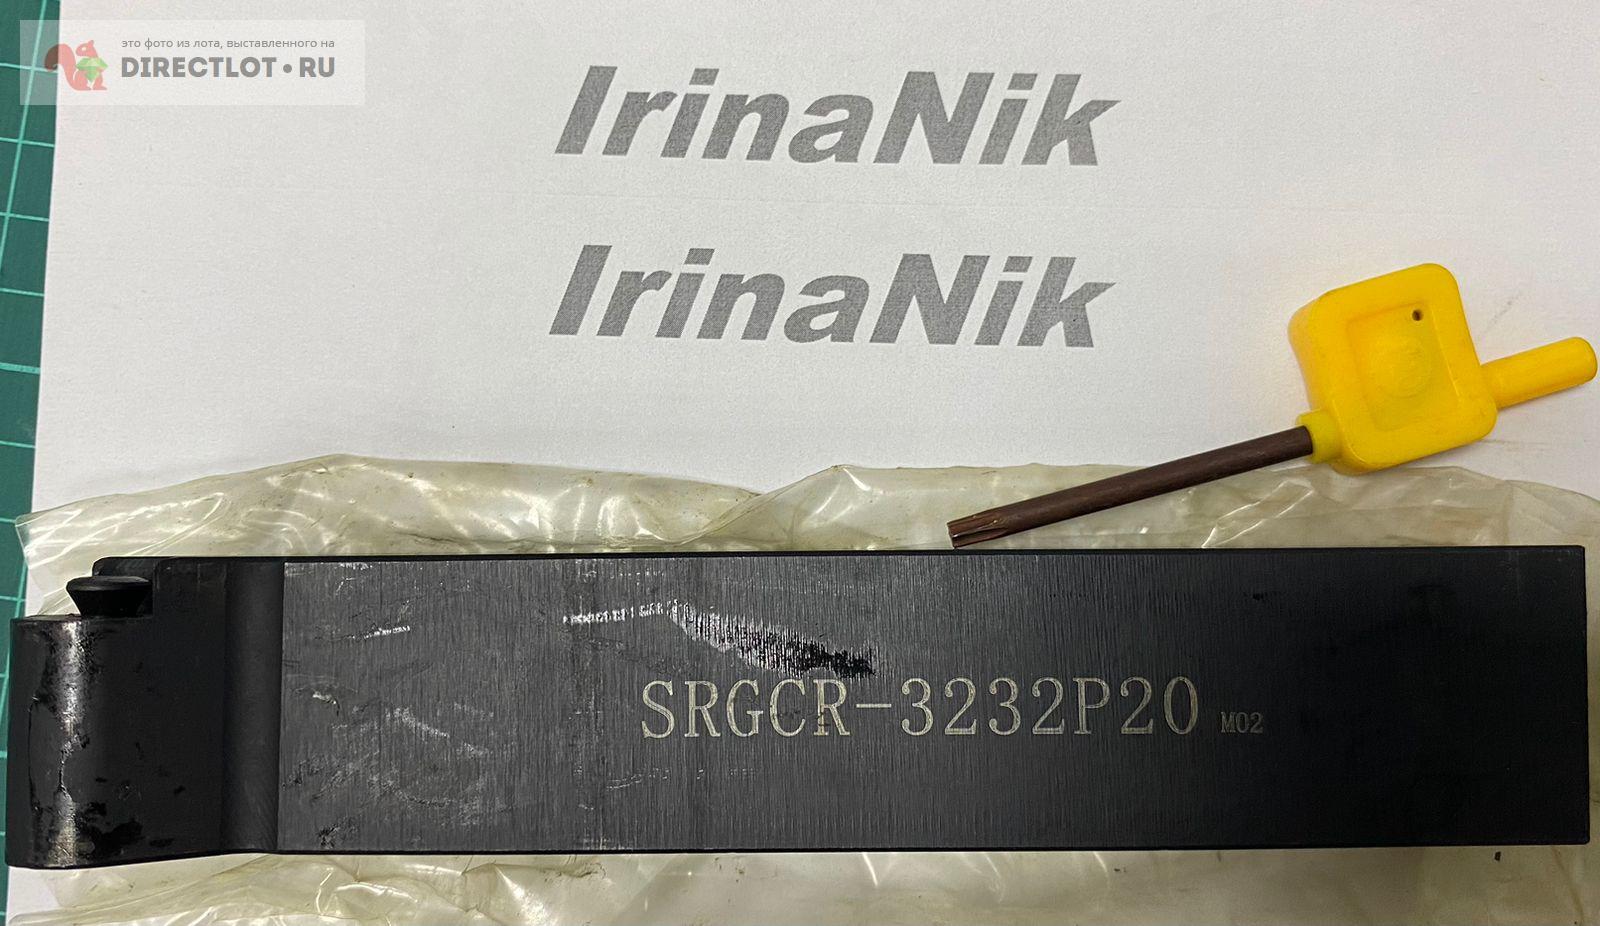 это фото из лота, выставленного на
DIRECTLOT•RU
IrinaNik
IrinaNik
SRGCR-3232P20 M02